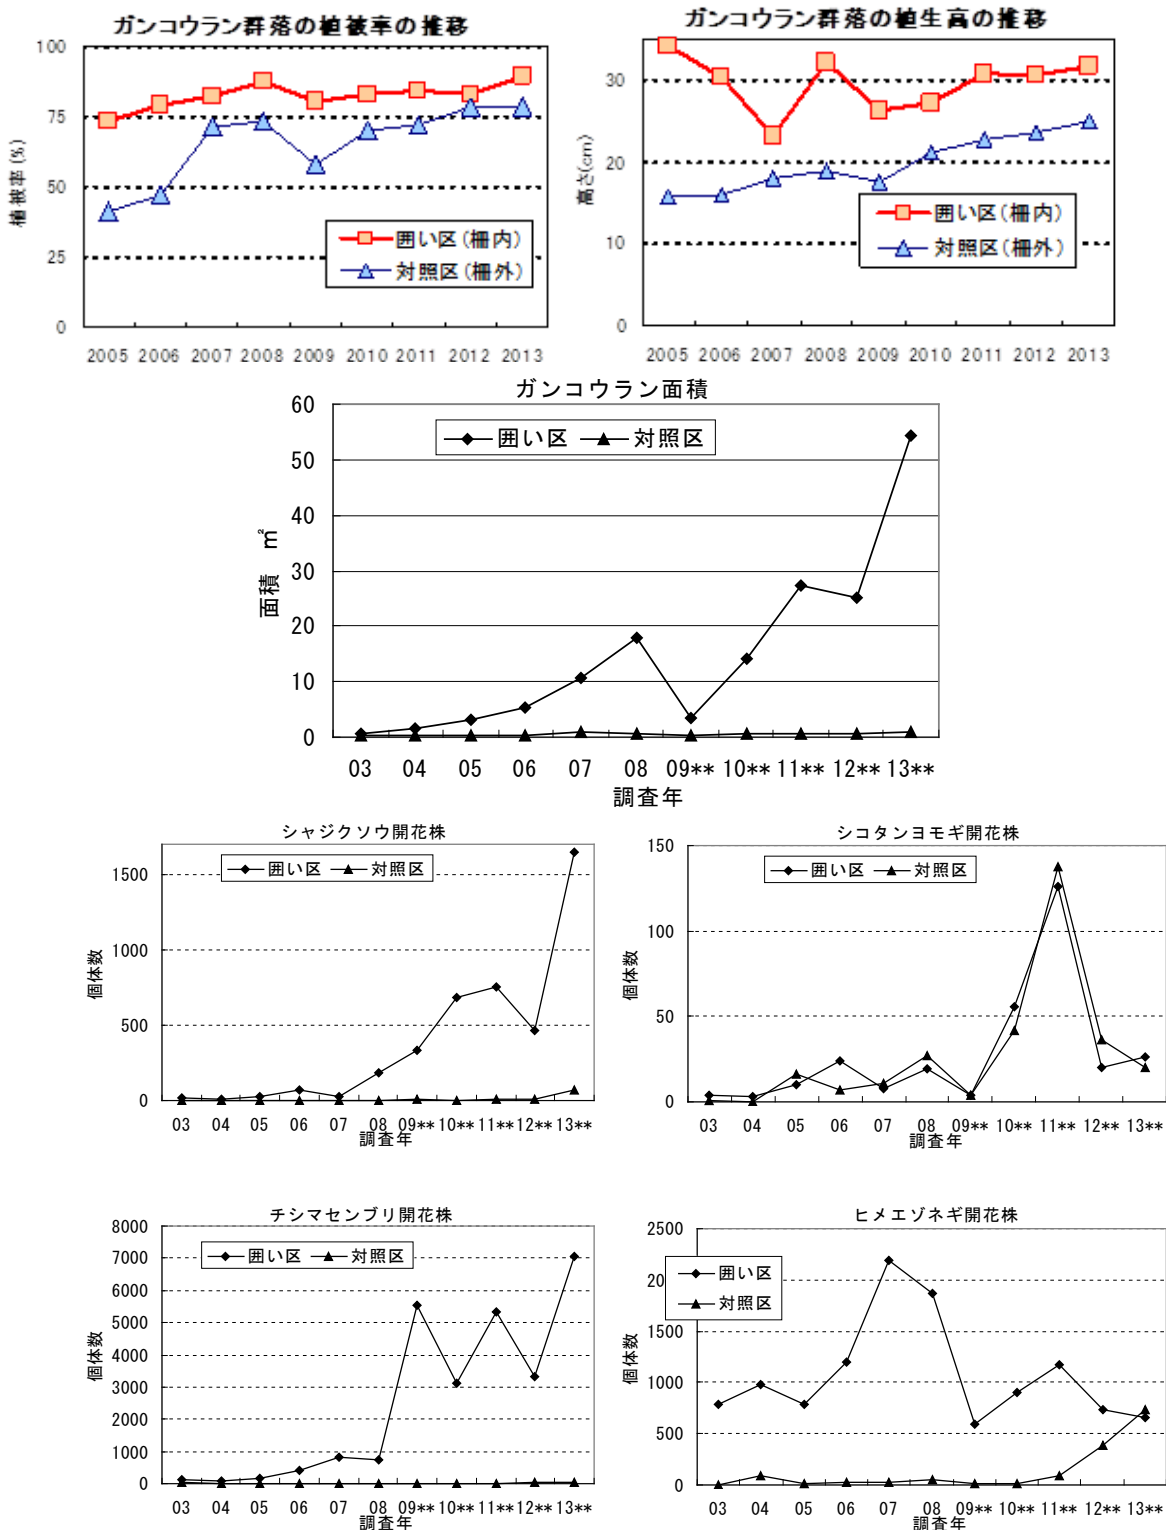 ガンコウラン群落の植被率の推移
100
75
50
25
0
植被率(%)
囲い区(柵内)
対照区(柵外)
2005 2006 2007 2008 2009 2010 2011 2012 2013
ガンコウラン群落の植生高の推移
30
20
10
0
高さ(cm)
囲い区(柵内)
対照区(柵外)
2005 2006 2007 2008 2009 2010 2011 2012 2013
ガンコウラン面積
60
50
40
30
20
10
0
面積 ㎡
囲い区 対照区
03 04 05 06 07 08 09** 10** 11** 12** 13**
調査年
シャジクソウ開花株
1500
1000
500
0
個体数
囲い区 対照区
03 04 05 06 07 08 09** 10** 11** 12** 13**
調査年
シコタンヨモギ開花株
150
100
50
0
個体数
囲い区 対照区
03 04 05 06 07 08 09** 10** 11** 12** 13**
調査年
チシマセンブリ開花株
8000
7000
6000
5000
4000
3000
2000
1000
0
個体数
囲い区 対照区
03 04 05 06 07 08 09** 10** 11** 12** 13**
調査年
ヒメエゾネギ開花株
2500
1500
1000
500
0
個体数
囲い区
対照区
03 04 05 06 07 08 09** 10** 11** 12** 13**
調査年